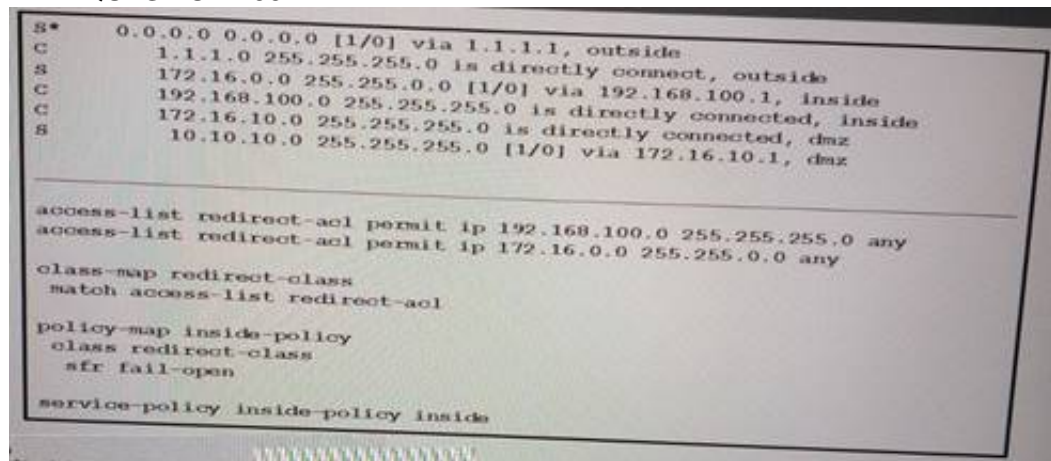 S* 0.0.0.0 0.0.0.0 [1/0] via 1.1.1.1, outside
C 1.1.1.0 255.255.255.0 is directly connect, outside
S 172.16.0.0 255.255.0.0 [1/0] via 192.168.100.1, inside
C 192.168.100.0 255.255.255.0 is directly connected, inside
C 172.16.10.0 255.255.255.0 is directly connected, dmz
S 10.10.10.0 255.255.255.0 [1/0] via 172.16.10.1, dmz
access-list redirect-acl permit ip 192.168.100.0 255.255.255.0 any
access-list redirect-acl permit ip 172.16.0.0 255.255.0.0 any
class-map redirect-class
match access-list redirect-acl
policy-map inside-policy
class redirect-class
sfr fail-open
service-policy inside-policy inside